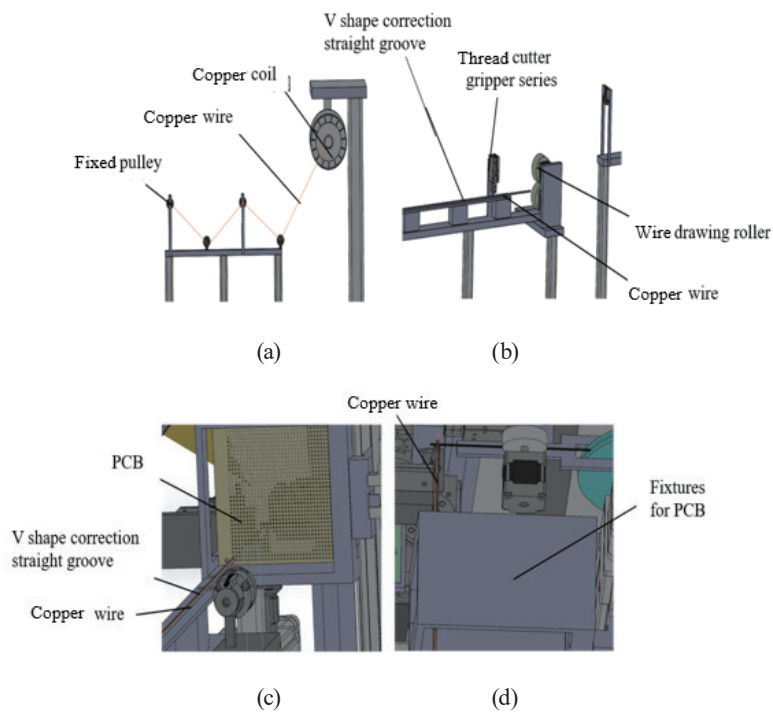 V shape correction
straight groove
Thread cutter
gripper series
Copper coil
Copper wire
Fixed pulley
Wire drawing roller
Copper wire
(a)
(b)
Copper wire
PCB
Fixtures
for PCB
V shape correction
straight groove
Copper wire
(c)
(d)